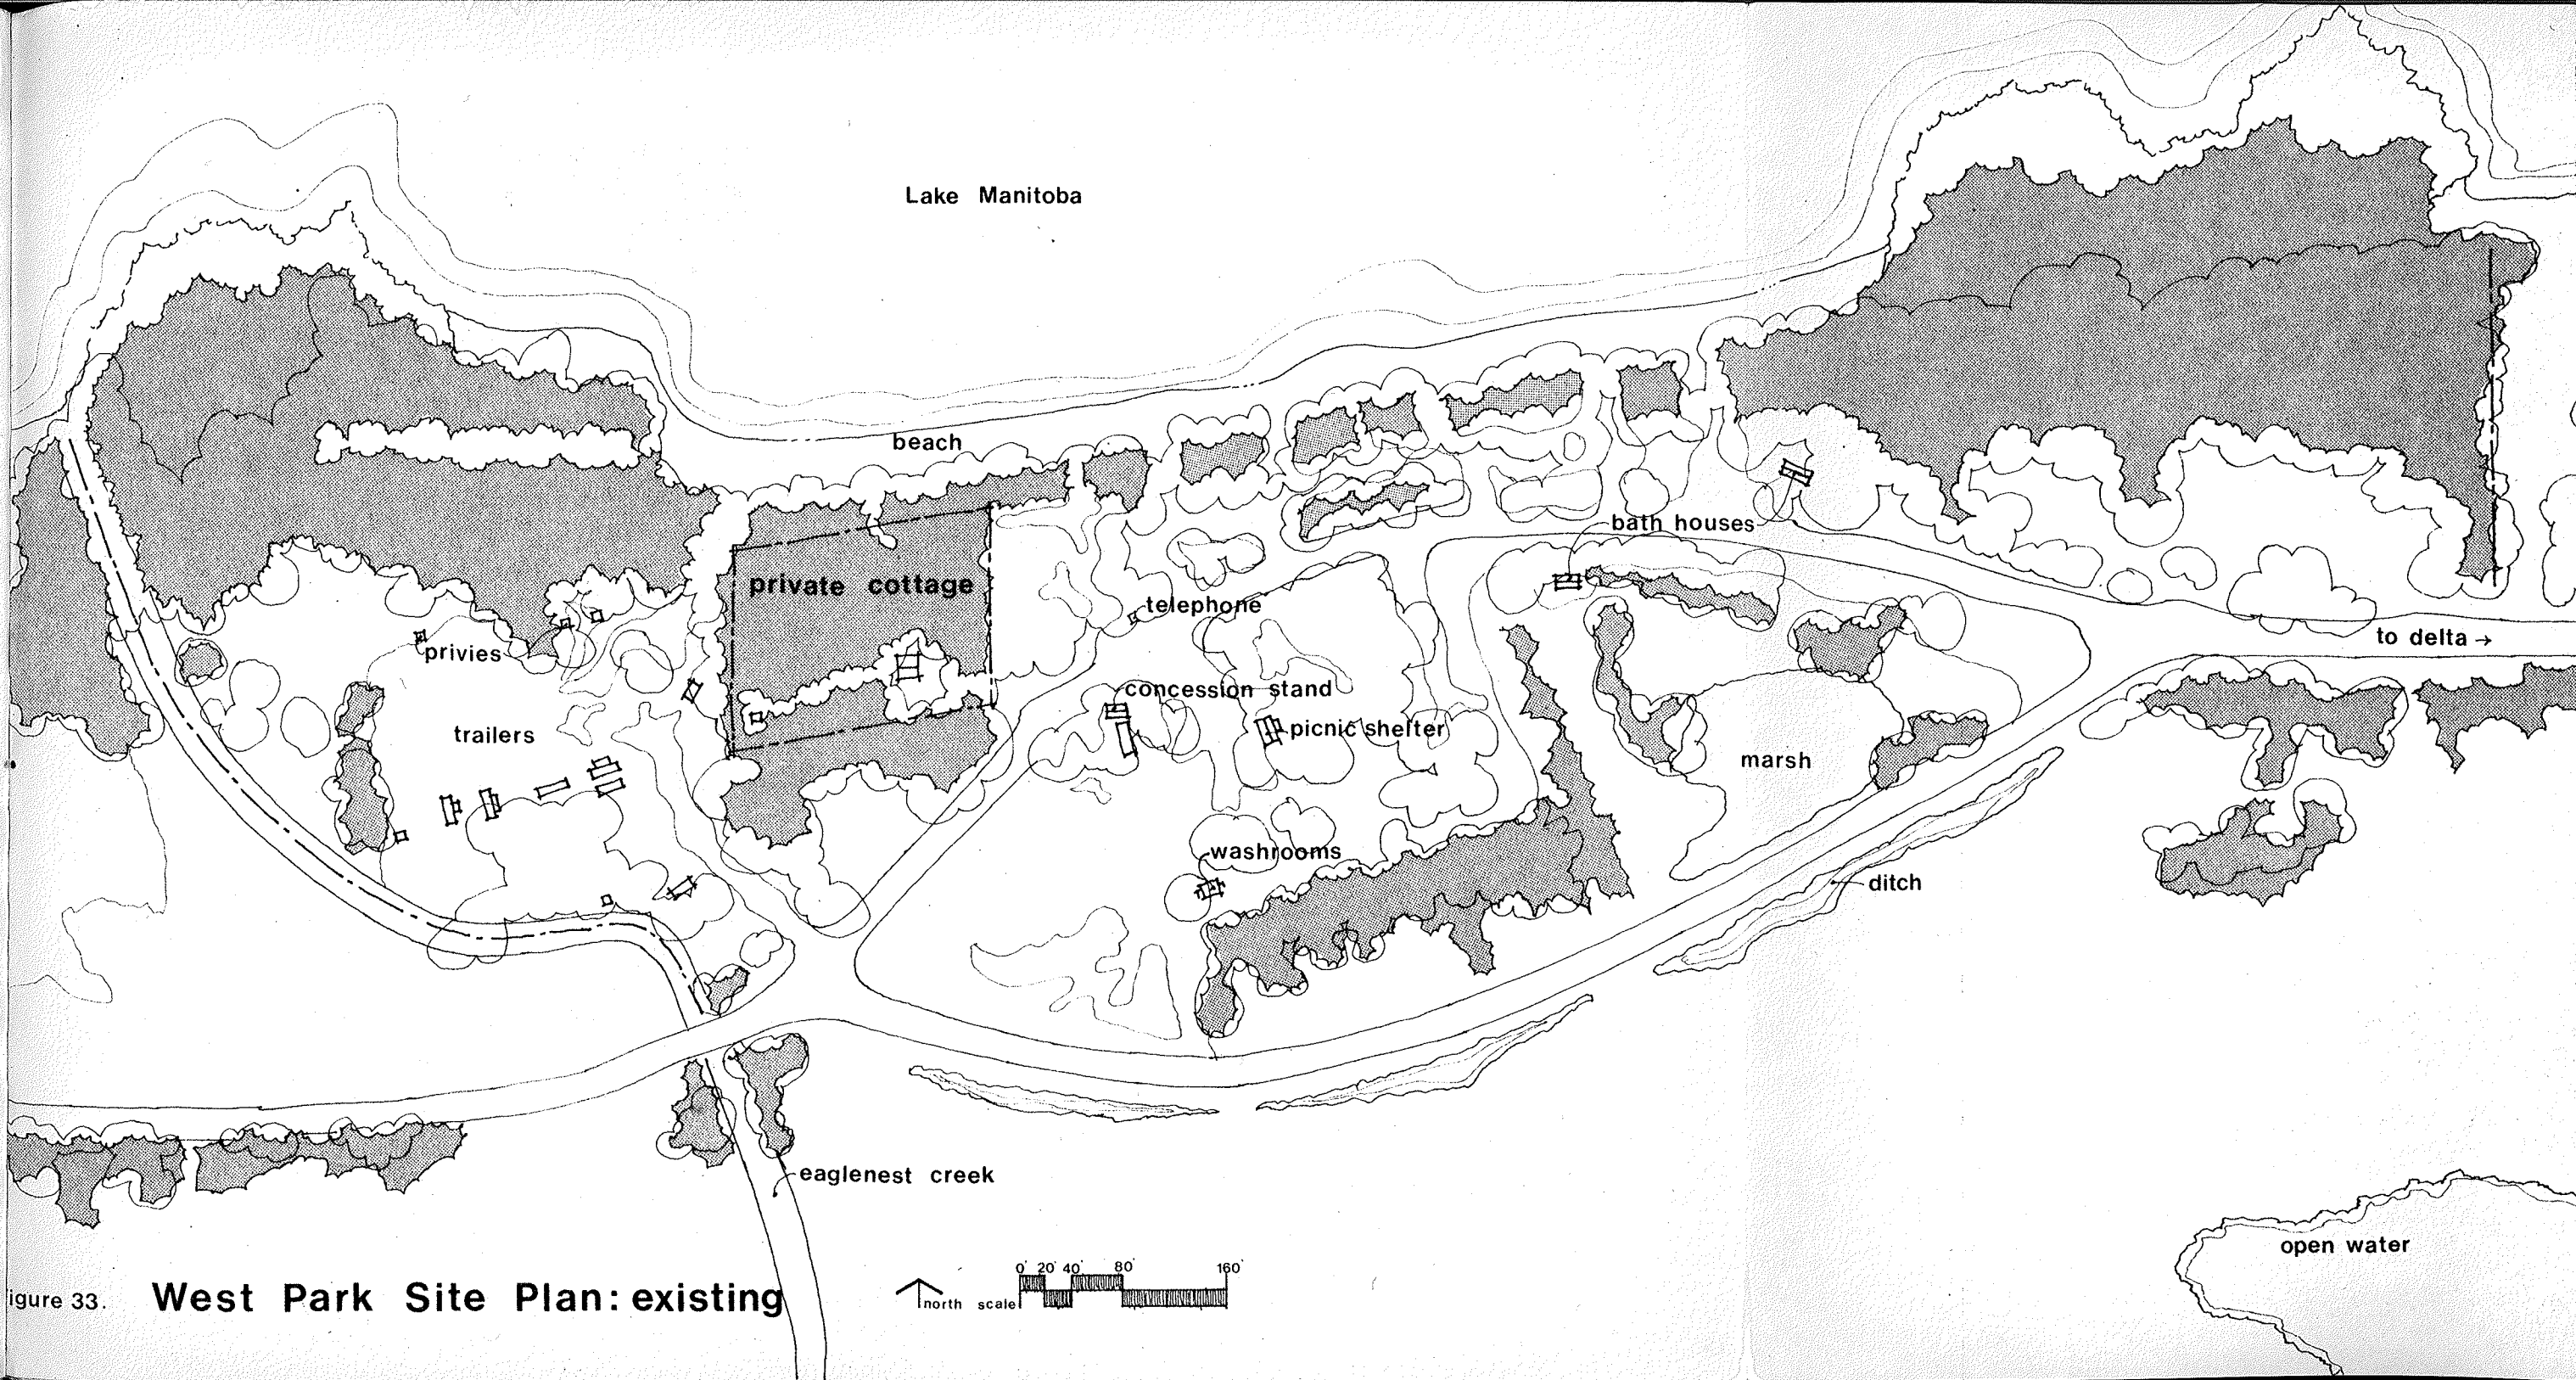 Lake Manitoba
beach
bath houses
private cottage
telephone
privies
to delta →
concession stand
trailers
picnic shelter
marsh
washrooms
ditch
eaglenest creek
open water
igure 33. West Park Site Plan: existing
north scale
0' 20' 40' 80' 160'